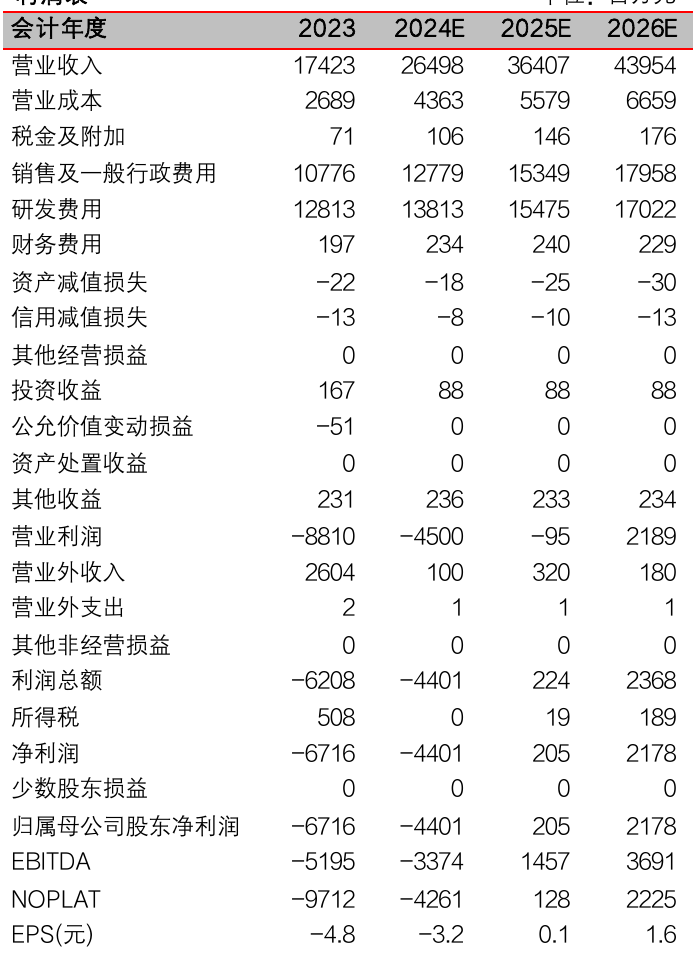 会计年度 2023 2024E 2025E 2026E
营业收入 17423 26498 36407 43954
营业成本 2689 4363 5579 6659
税金及附加 71 106 146 176
销售及一般行政费用 10776 12779 15349 17958
研发费用 12813 13813 15475 17022
财务费用 197 234 240 229
资产减值损失 -22 -18 -25 -30
信用减值损失 -13 -8 -10 -13
其他经营损益 0 0 0 0
投资收益 167 88 88 88
公允价值变动损益 -51 0 0 0
资产处置收益 0 0 0 0
其他收益 231 236 233 234
营业利润 -8810 -4500 -95 2189
营业外收入 2604 100 320 180
营业外支出 2 1 1 1
其他非经营损益 0 0 0 0
利润总额 -6208 -4401 224 2368
所得税 508 0 19 189
净利润 -6716 -4401 205 2178
少数股东损益 0 0 0 0
归属母公司股东净利润 -6716 -4401 205 2178
EBITDA -5195 -3374 1457 3691
NOPLAT -9712 -4261 128 2225
EPS(元) -4.8 -3.2 0.1 1.6